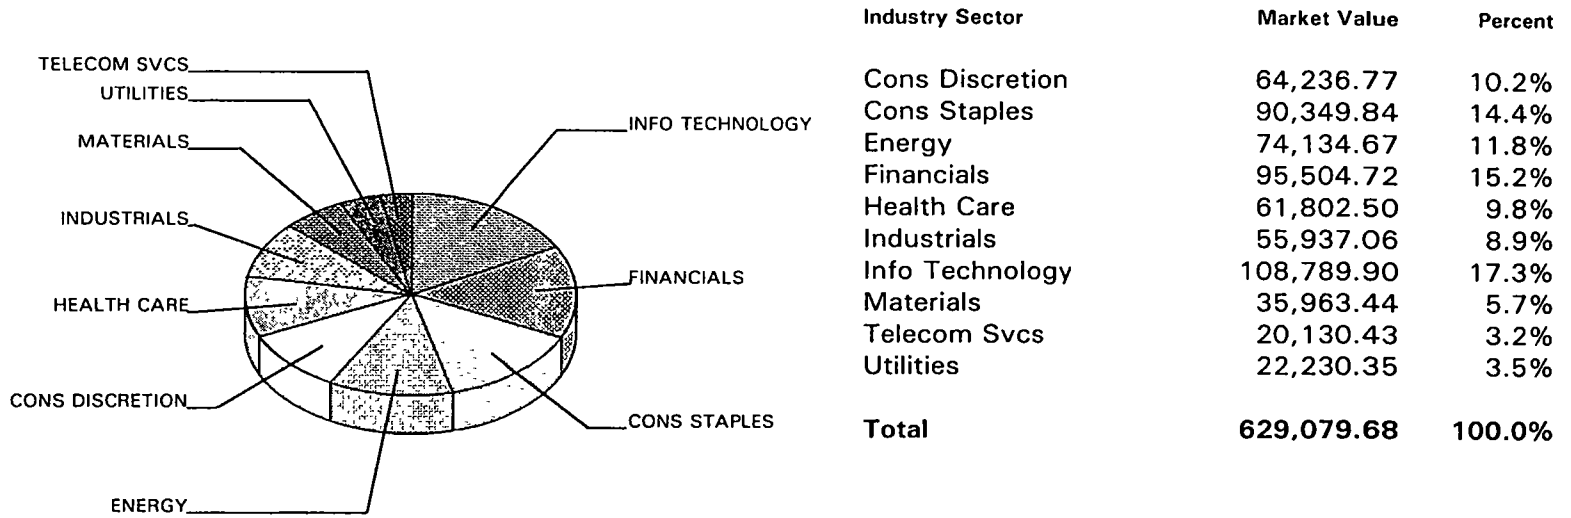 TELECOM SVCS
UTILITIES
MATERIALS
INDUSTRIALS
HEALTH CARE
CONS DISCRETION
ENERGY
INFO TECHNOLOGY
FINANCIALS
CONS STAPLES
Industry Sector Market Value Percent
Cons Discretion 64,236.77 10.2%
Cons Staples 90,349.84 14.4%
Energy 74,134.67 11.8%
Financials 95,504.72 15.2%
Health Care 61,802.50 9.8%
Industrials 55,937.06 8.9%
Info Technology 108,789.90 17.3%
Materials 35,963.44 5.7%
Telecom Svcs 20,130.43 3.2%
Utilities 22,230.35 3.5%
Total 629,079.68 100.0%